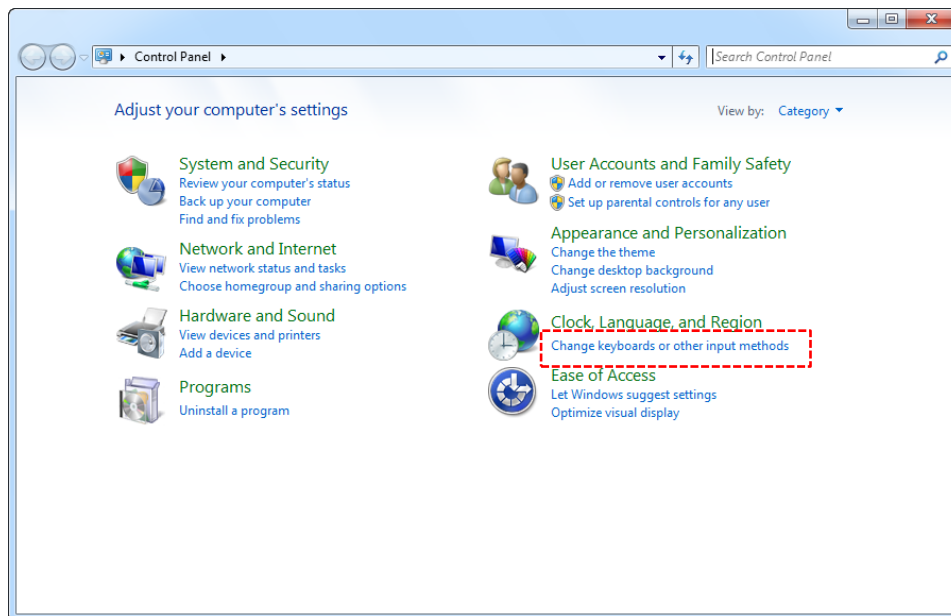 Control Panel
Search Control Panel
Adjust your computer's settings
View by: Category
System and Security
Review your computer's status
Back up your computer
Find and fix problems
Network and Internet
View network status and tasks
Choose homegroup and sharing options
Hardware and Sound
View devices and printers
Add a device
Programs
Uninstall a program
User Accounts and Family Safety
Add or remove user accounts
Set up parental controls for any user
Appearance and Personalization
Change the theme
Change desktop background
Adjust screen resolution
Clock, Language, and Region
Change keyboards or other input methods
Ease of Access
Let Windows suggest settings
Optimize visual display